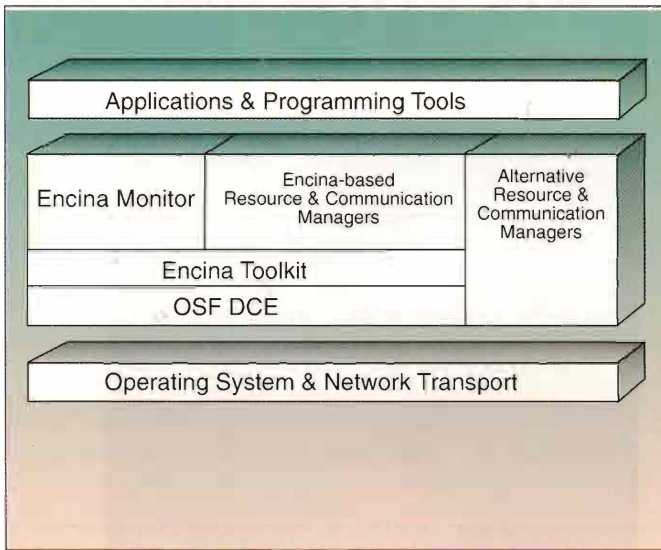 Applications & Programming Tools
Encina Monitor
Encina-based
Resource & Communication
Managers
Alternative
Resource &
Communication
Managers
Encina Toolkit
OSF DCE
Operating System & Network Transport